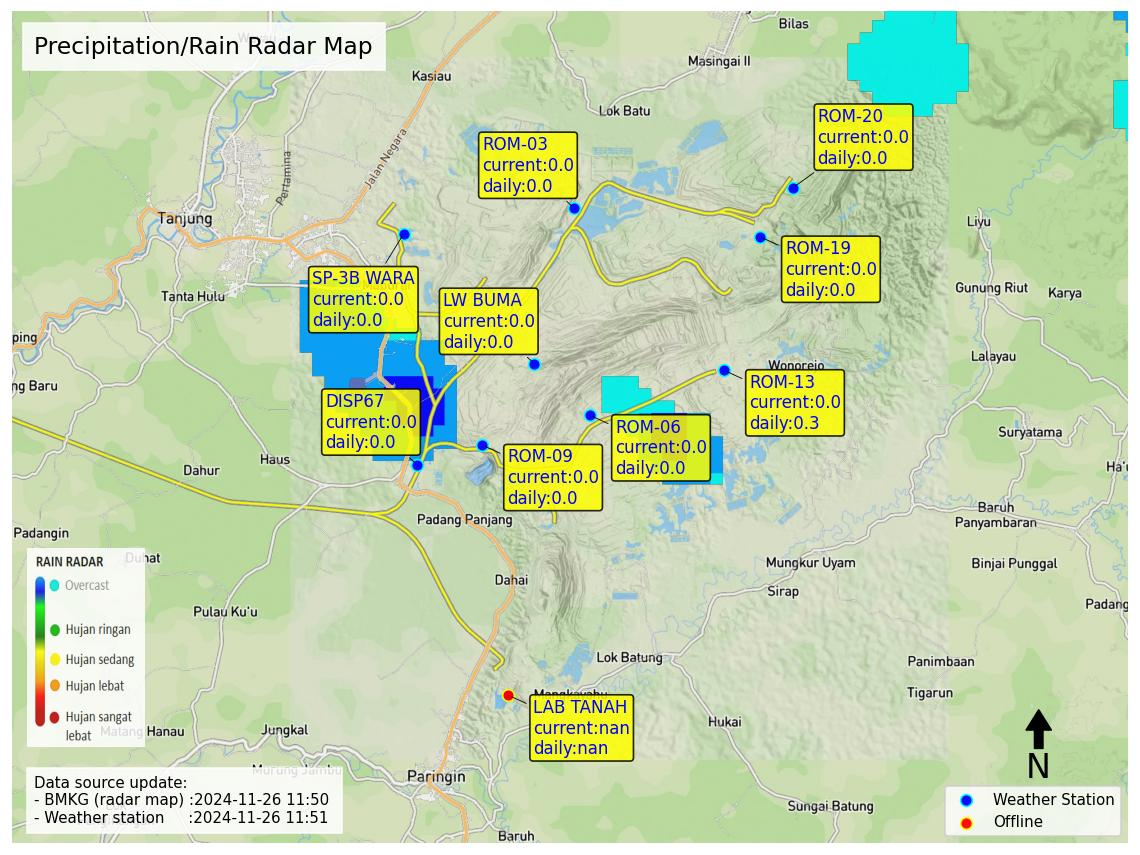 Precipitation/Rain Radar Map
Bilas
Masingai II
Kasiau
Lok Batu
Jalan Negara
Pertamina
Tanjung
Tanta Hulu
ROM-03
current:0.0
daily:0.0
ROM-20
current:0.0
daily:0.0
ROM-19
current:0.0
daily:0.0
SP-3B WARA
current:0.0
daily:0.0
LW BUMA
current:0.0
daily:0.0
Liyu
Gunung Riut
Karya
Lalayau
ping
ng Baru
Wonorejo
ROM-13
current:0.0
daily:0.3
DISP67
current:0.0
daily:0.0
ROM-06
current:0.0
daily:0.0
ROM-09
current:0.0
daily:0.0
Suryatama
Ha'u
Haus
Dahur
Padang Panjang
Baruh
Panyambaran
Padangin
Duhat
Binjai Punggal
Mungkur Uyam
Sirap
Dahai
Padang
Pulau Ku'u
Lok Batung
Panimbaan
Tigarun
Mangkayahu
LAB TANAH
current:nan
daily:nan
Hukai
Matang Hanau
Jungkal
Murung Jambu
Paringin
Sungai Batung
Baruh
RAIN RADAR
Overcast
Hujan ringan
Hujan sedang
Hujan lebat
Hujan sangat
lebat
Data source update:
- BMKG (radar map) :2024-11-26 11:50
- Weather station :2024-11-26 11:51
N
Weather Station
Offline